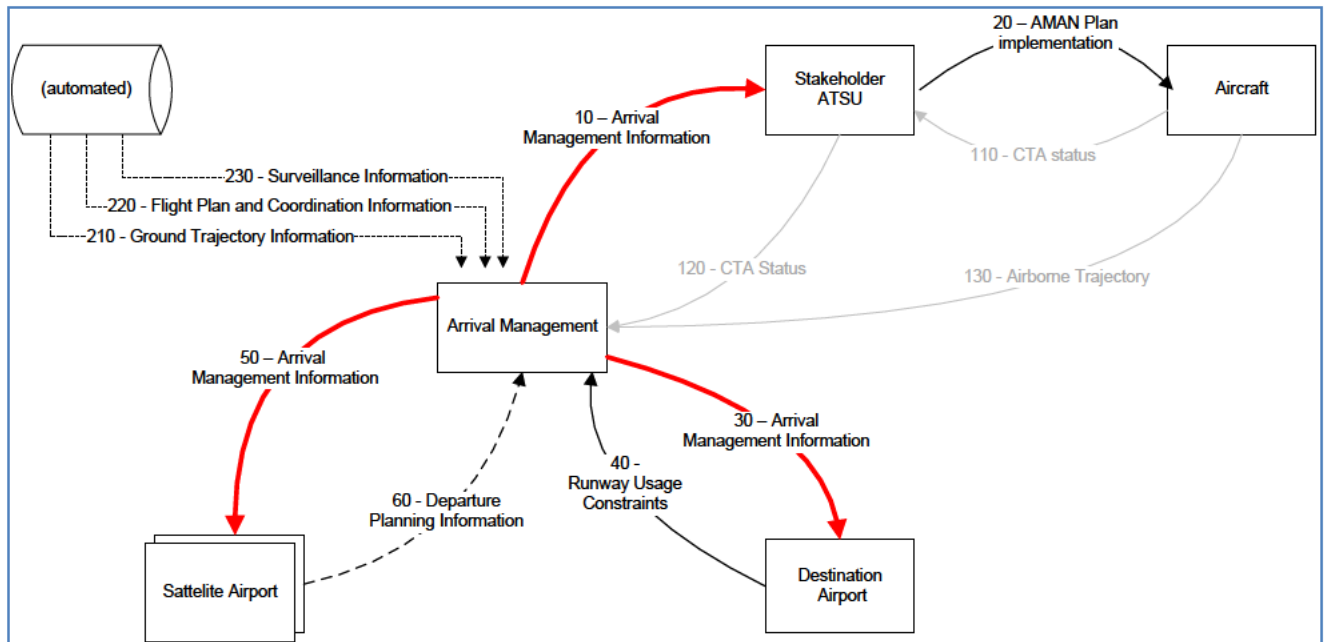 20 – AMAN Plan
implementation
(automated)
Stakeholder
ATSU
Aircraft
10 – Arrival
Management Information
110 - CTA status
230 - Surveillance Information
220 - Flight Plan and Coordination Information
210 - Ground Trajectory Information
120 - CTA Status
130 - Airborne Trajectory
Arrival Management
50 – Arrival
Management Information
30 – Arrival
Management Information
40 -
Runway Usage
Constraints
60 - Departure
Planning Information
Sattelite Airport
Destination
Airport